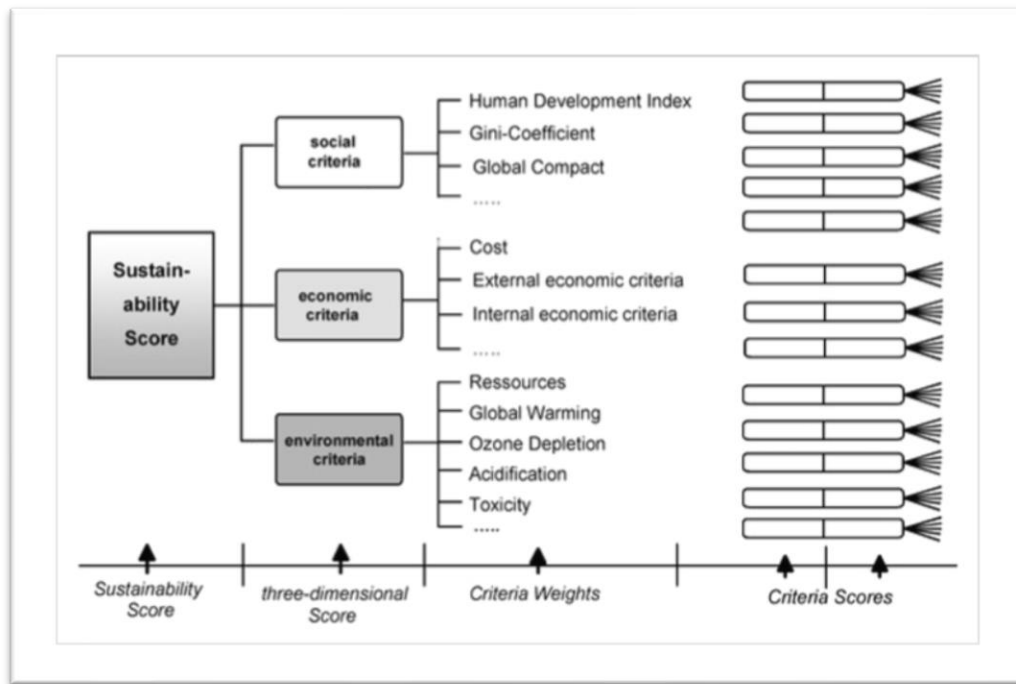 Sustain-
ability
Score
social
criteria
Human Development Index
Gini-Coefficient
Global Compact
.....
economic
criteria
Cost
External economic criteria
Internal economic criteria
.....
environmental
criteria
Ressources
Global Warming
Ozone Depletion
Acidification
Toxicity
.....
Sustainability
Score
three-dimensional
Score
Criteria Weights
Criteria Scores